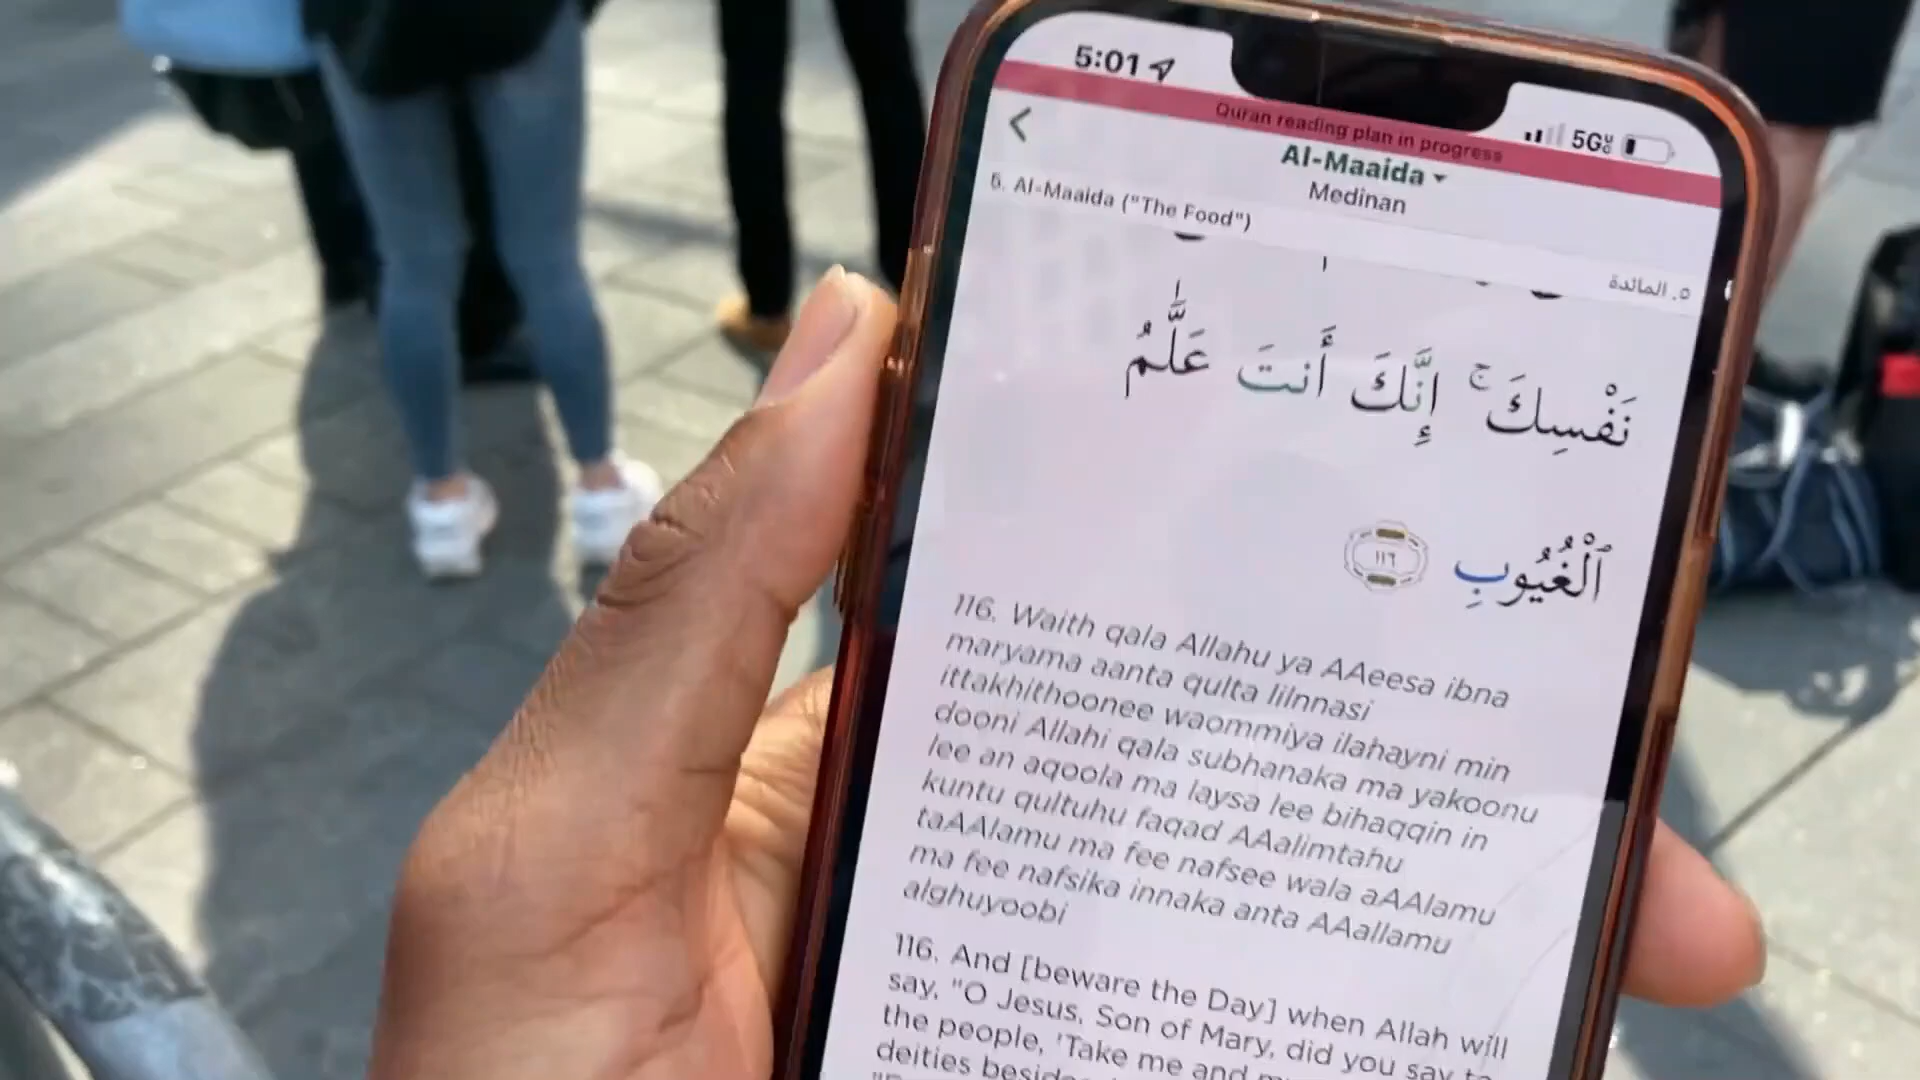 5:01
5G
Quran reading plan in progress
Al-Maaida
Medinan
5. Al-Maaida ("The Food")
٥. المائدة
نَفْسِكَ ۚ إِنَّكَ أَنتَ عَلَّٰمُ
ٱلْغُيُوبِ ١١٦
116. Waith qala Allahu ya AAeesa ibna
maryama aanta qulta lilnnasi
ittakhithoonee waommiya ilahayni min
dooni Allahi qala subhanaka ma yakoonu
lee an aqoola ma laysa lee bihaqqin in
kuntu qultuhu faqad AAalimtahu
taAAlamu ma fee nafsee wala aAAlamu
ma fee nafsika innaka anta AAallamu
alghuyoobi
116. And [beware the Day] when Allah will
say, "O Jesus, Son of Mary, did you say to
the people, 'Take me and my
deities besides